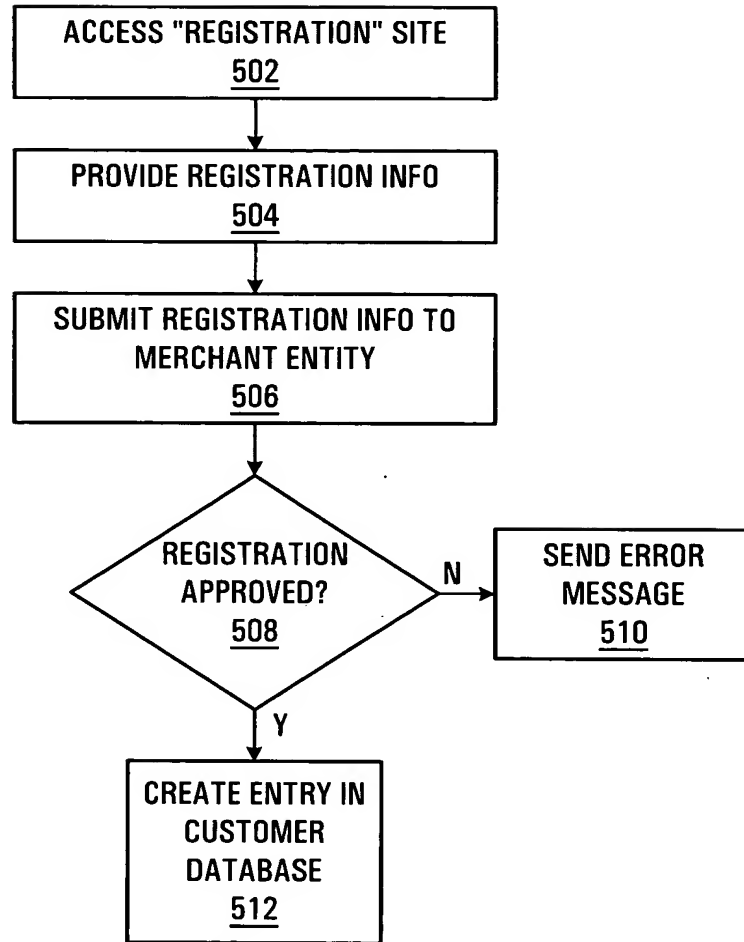 ACCESS "REGISTRATION" SITE
502
PROVIDE REGISTRATION INFO
504
SUBMIT REGISTRATION INFO TO
MERCHANT ENTITY
506
REGISTRATION
APPROVED?
508
N
SEND ERROR
MESSAGE
510
Y
CREATE ENTRY IN
CUSTOMER
DATABASE
512